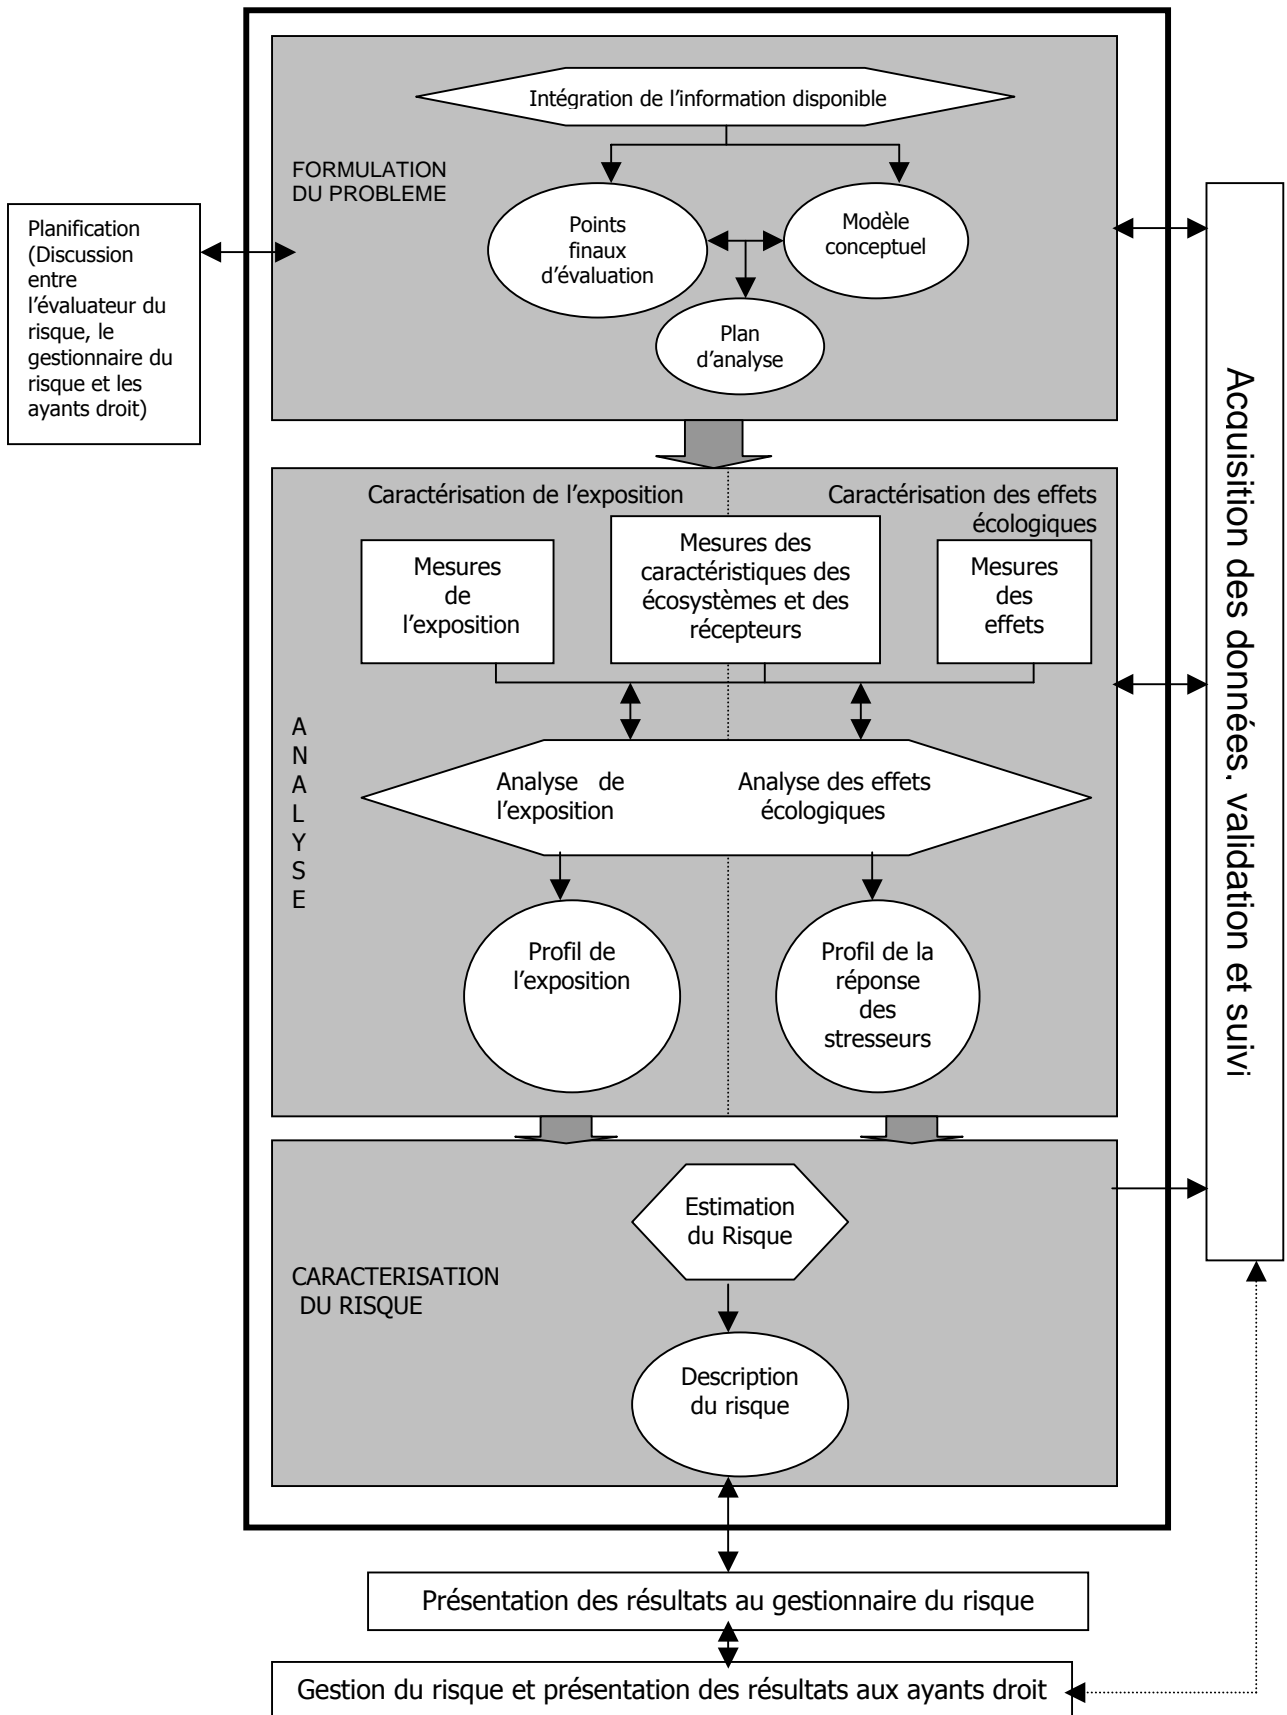 Intégration de l'information disponible
FORMULATION
DU PROBLEME
Points
finaux
d'évaluation
Modèle
conceptuel
Plan
d'analyse
Planification
(Discussion
entre
l'évaluateur du
risque, le
gestionnaire du
risque et les
ayants droit)
Caractérisation de l'exposition
Caractérisation des effets
écologiques
Mesures
de
l'exposition
Mesures des
caractéristiques des
écosystèmes et des
récepteurs
Mesures
des
effets
A
N
A
L
Y
S
E
Analyse de
l'exposition
Analyse des effets
écologiques
Profil de
l'exposition
Profil de la
réponse
des
stresseurs
Estimation
du Risque
CARACTERISATION
DU RISQUE
Description
du risque
Acquisition des données, validation et suivi
Présentation des résultats au gestionnaire du risque
Gestion du risque et présentation des résultats aux ayants droit